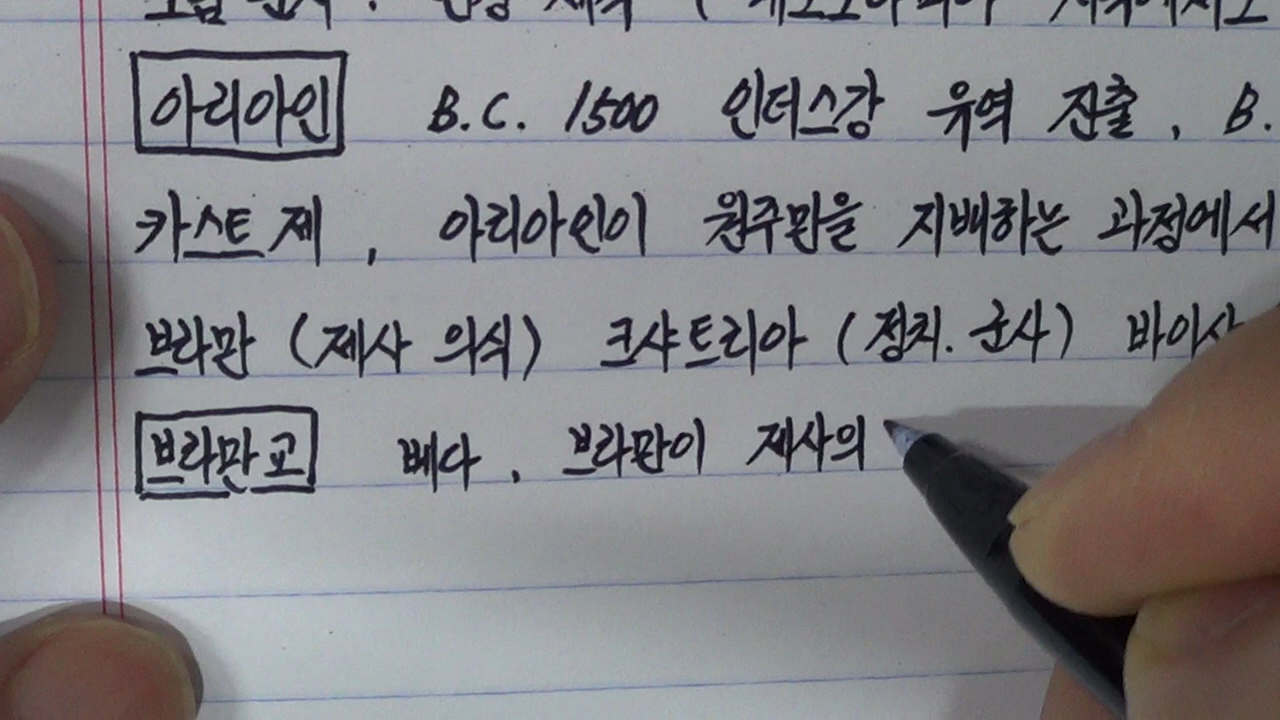 아리아인 B.C. 1500 인더스강 유역 진출, B.
카스트제, 아리아인이 원주민을 지배하는 과정에서
브라만 (제사 의식) 크샤트리아 (정치·군사) 바이샤
브라만교 베다, 브라만이 제사의